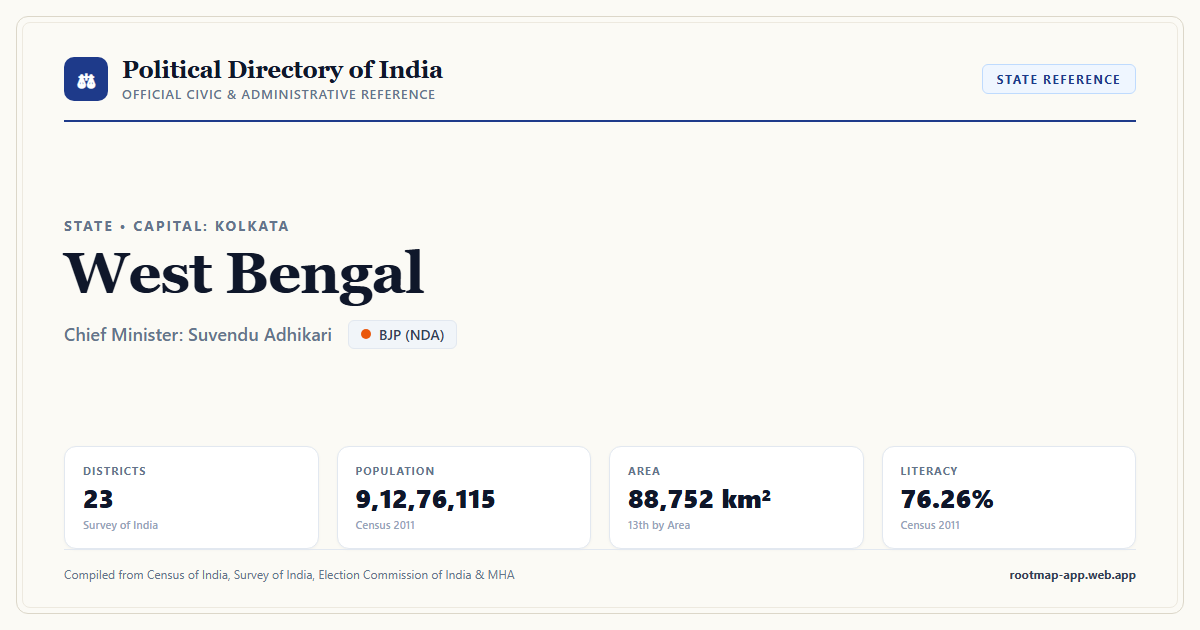 Political Directory of India
OFFICIAL CIVIC & ADMINISTRATIVE REFERENCE
STATE REFERENCE
STATE • CAPITAL: KOLKATA
West Bengal
Chief Minister: Suvendu Adhikari
BJP (NDA)
DISTRICTS
23
Survey of India
POPULATION
9,12,76,115
Census 2011
AREA
88,752 km²
13th by Area
LITERACY
76.26%
Census 2011
Compiled from Census of India, Survey of India, Election Commission of India & MHA
rootmap-app.web.app